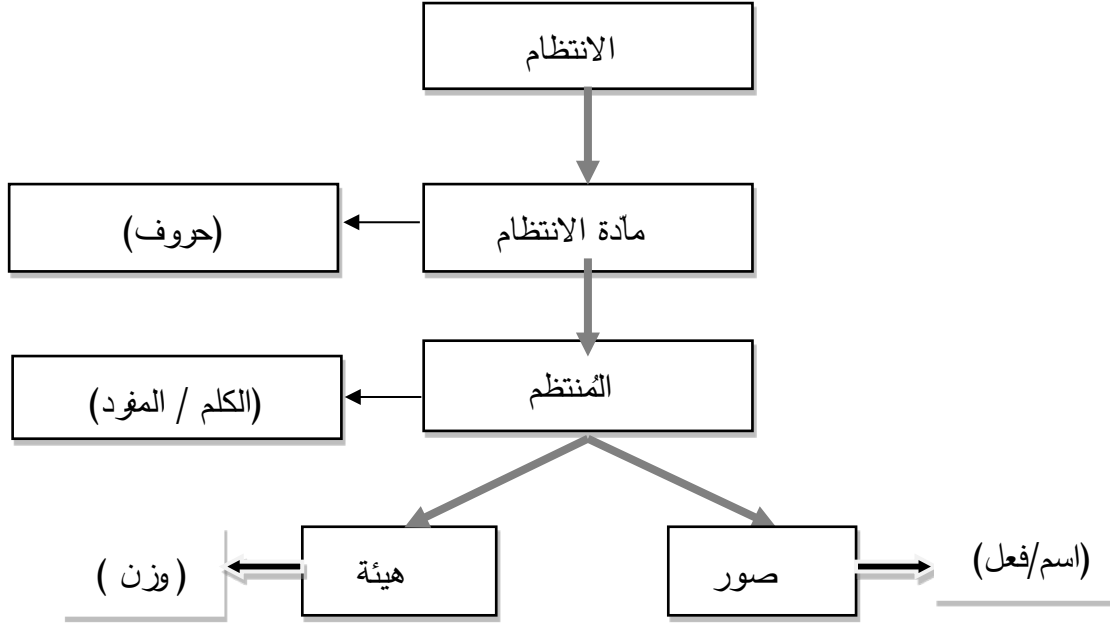 الانتظام
مادّة الانتظام
(حروف)
المُنتظم
(الكلم / المفرد)
صور
(اسم/فعل)
هيئة
(وزن )